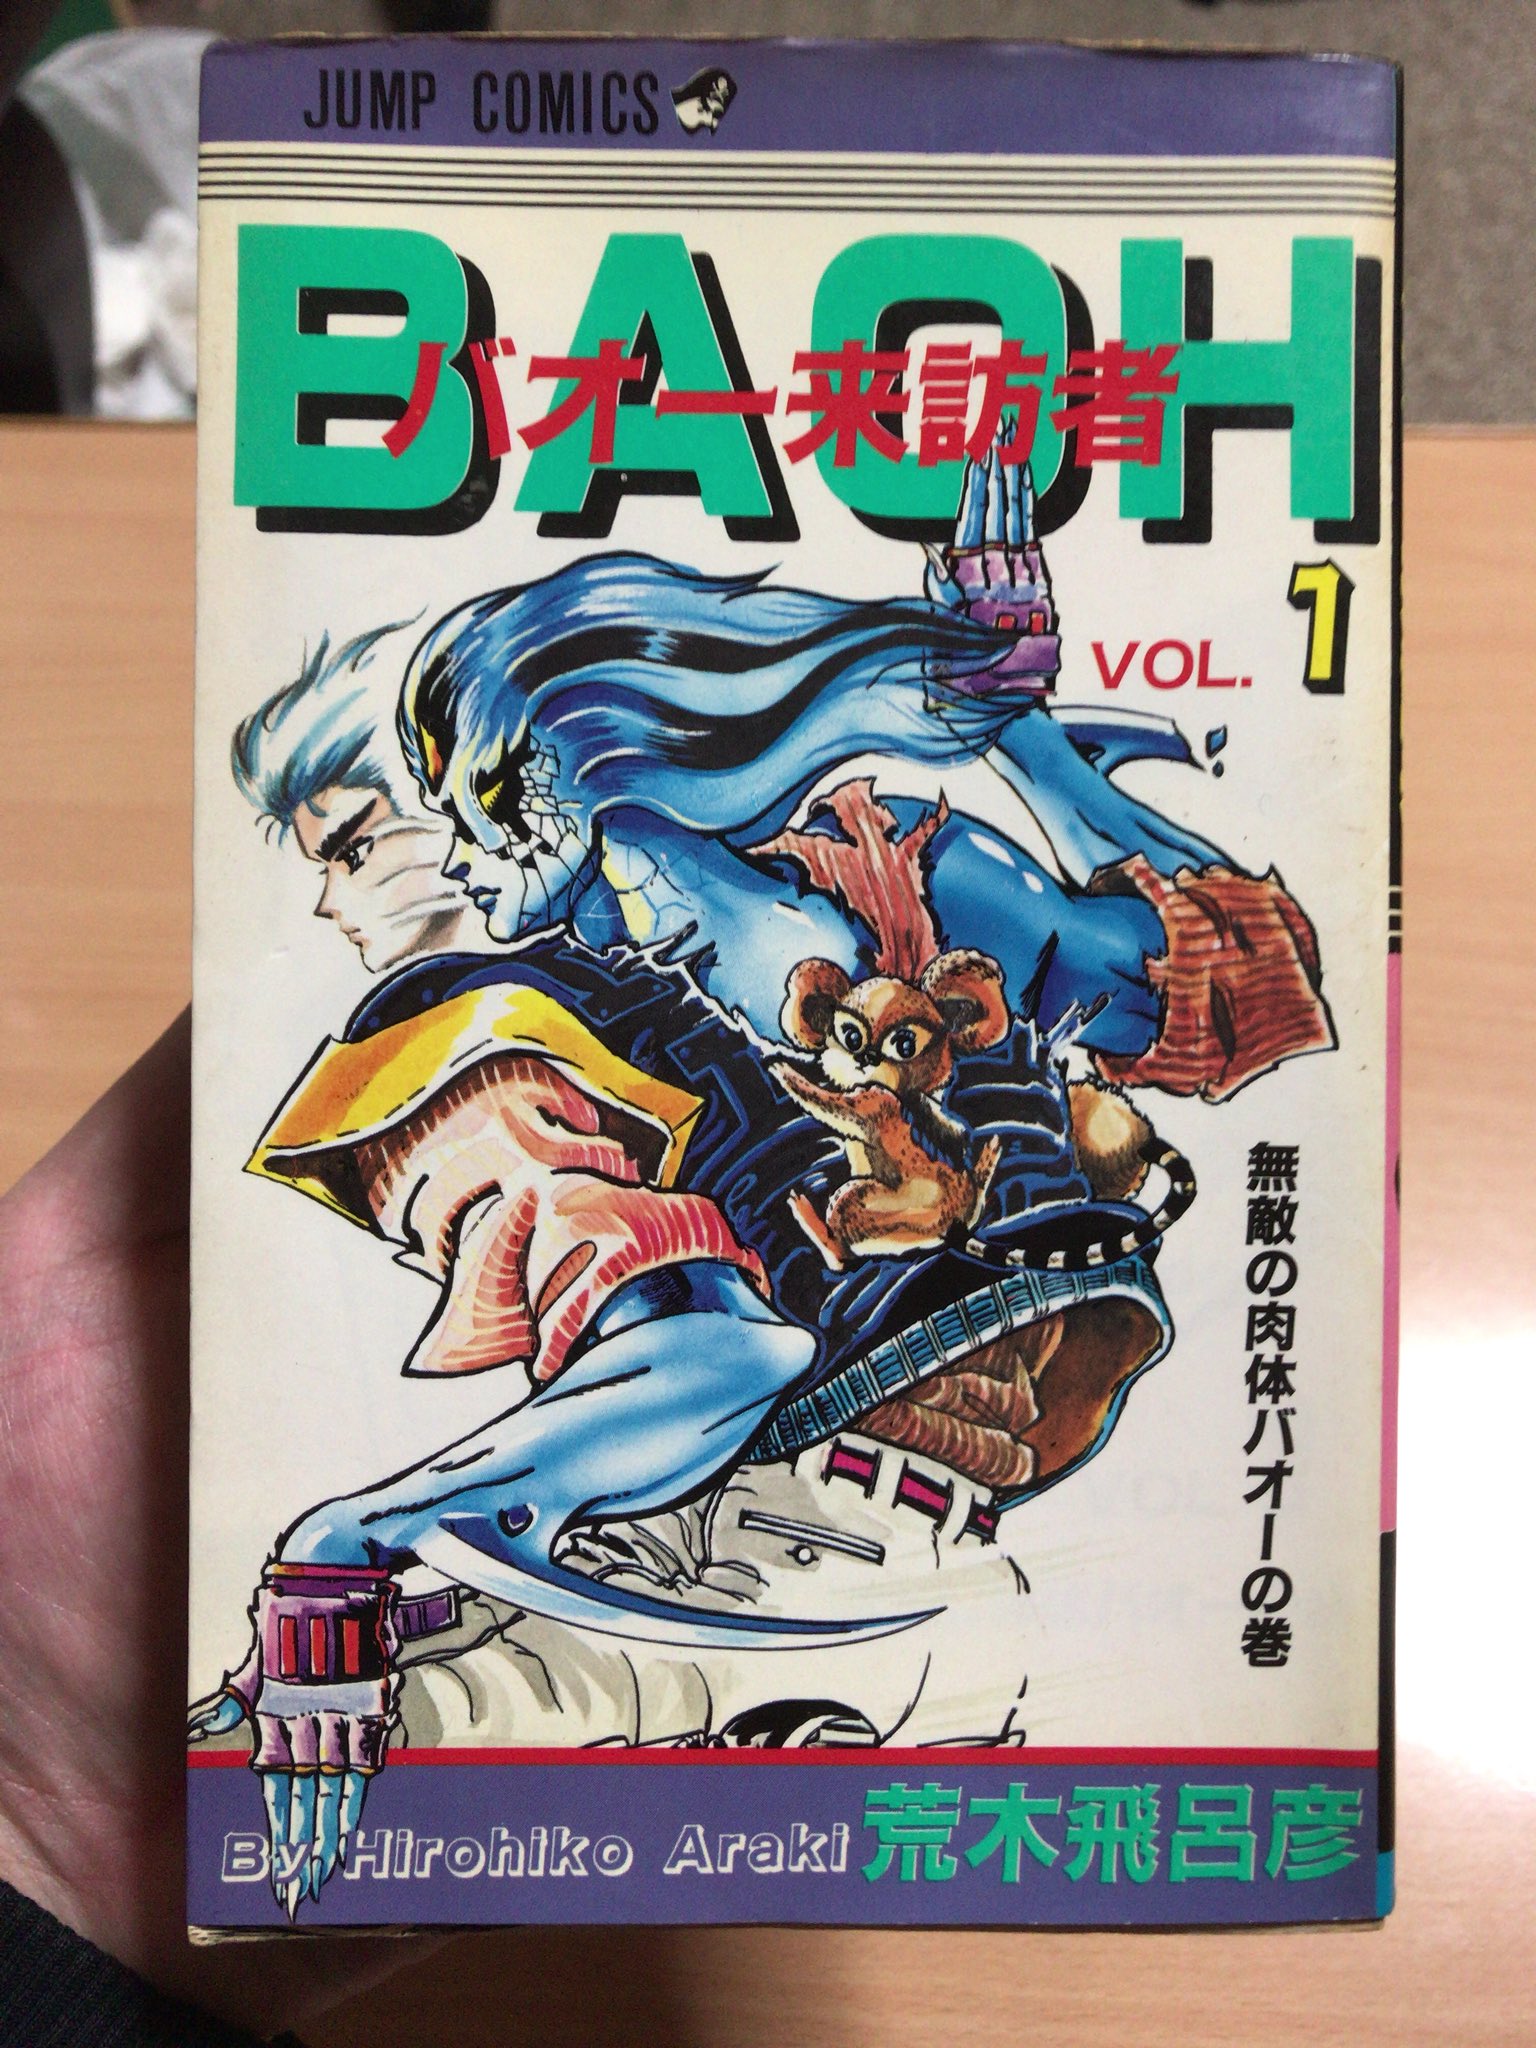 JUMP COMICS
BAOH
バオー来訪者
VOL. 1
無敵の肉体バオーの巻
By Hirohiko Araki 荒木飛呂彦